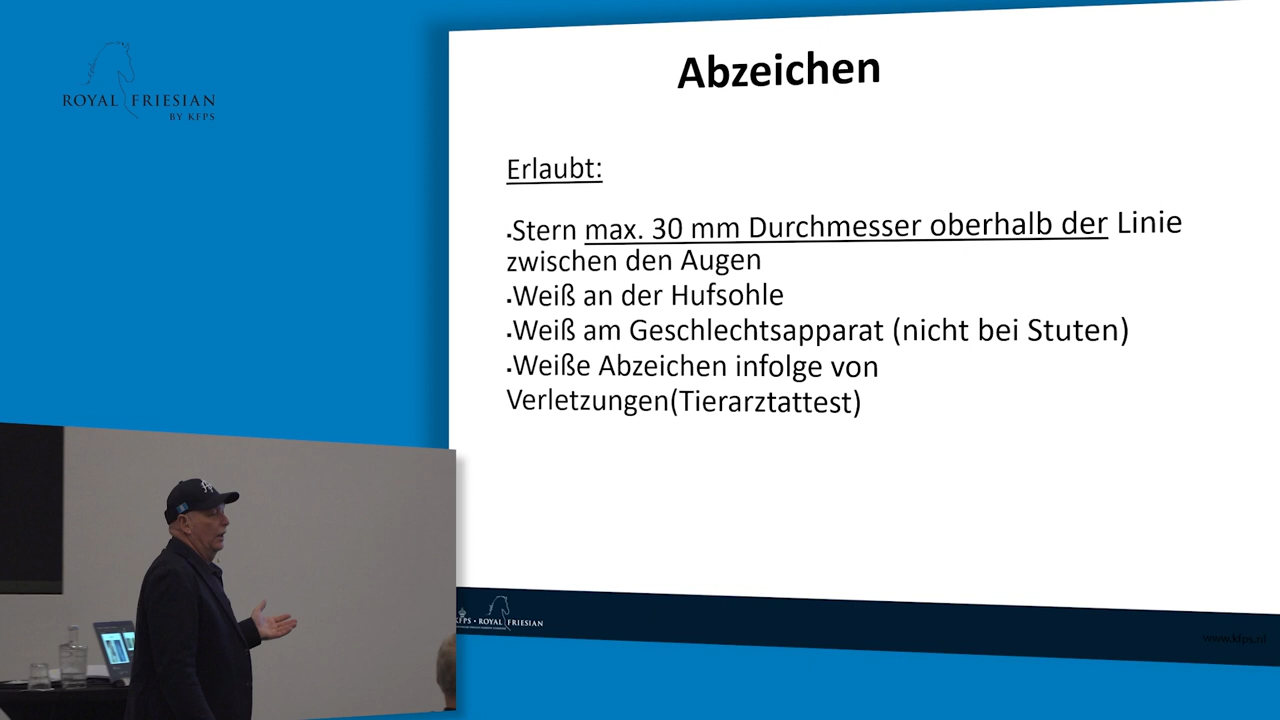 ROYAL FRIESIAN
BY KFPS
Abzeichen
Erlaubt:
▪Stern max. 30 mm Durchmesser oberhalb der Linie
zwischen den Augen
▪Weiß an der Hufsohle
▪Weiß am Geschlechtsapparat (nicht bei Stuten)
▪Weiße Abzeichen infolge von
Verletzungen(Tierarztattest)
KFPS • ROYAL FRIESIAN
www.kfps.nl